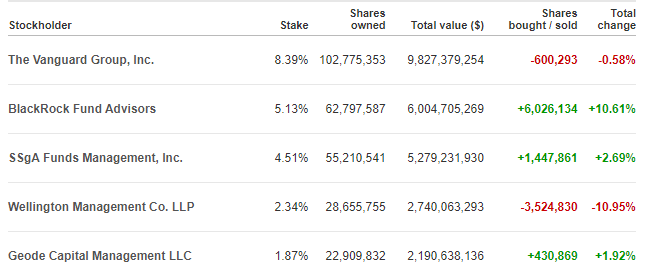 Stockholder Stake Shares owned Total value ($) Shares bought / sold Total change
The Vanguard Group, Inc. 8.39% 102,775,353 9,827,379,254 -600,293 -0.58%
BlackRock Fund Advisors 5.13% 62,797,587 6,004,705,269 +6,026,134 +10.61%
SSgA Funds Management, Inc. 4.51% 55,210,541 5,279,231,930 +1,447,861 +2.69%
Wellington Management Co. LLP 2.34% 28,655,755 2,740,063,293 -3,524,830 -10.95%
Geode Capital Management LLC 1.87% 22,909,832 2,190,638,136 +430,869 +1.92%